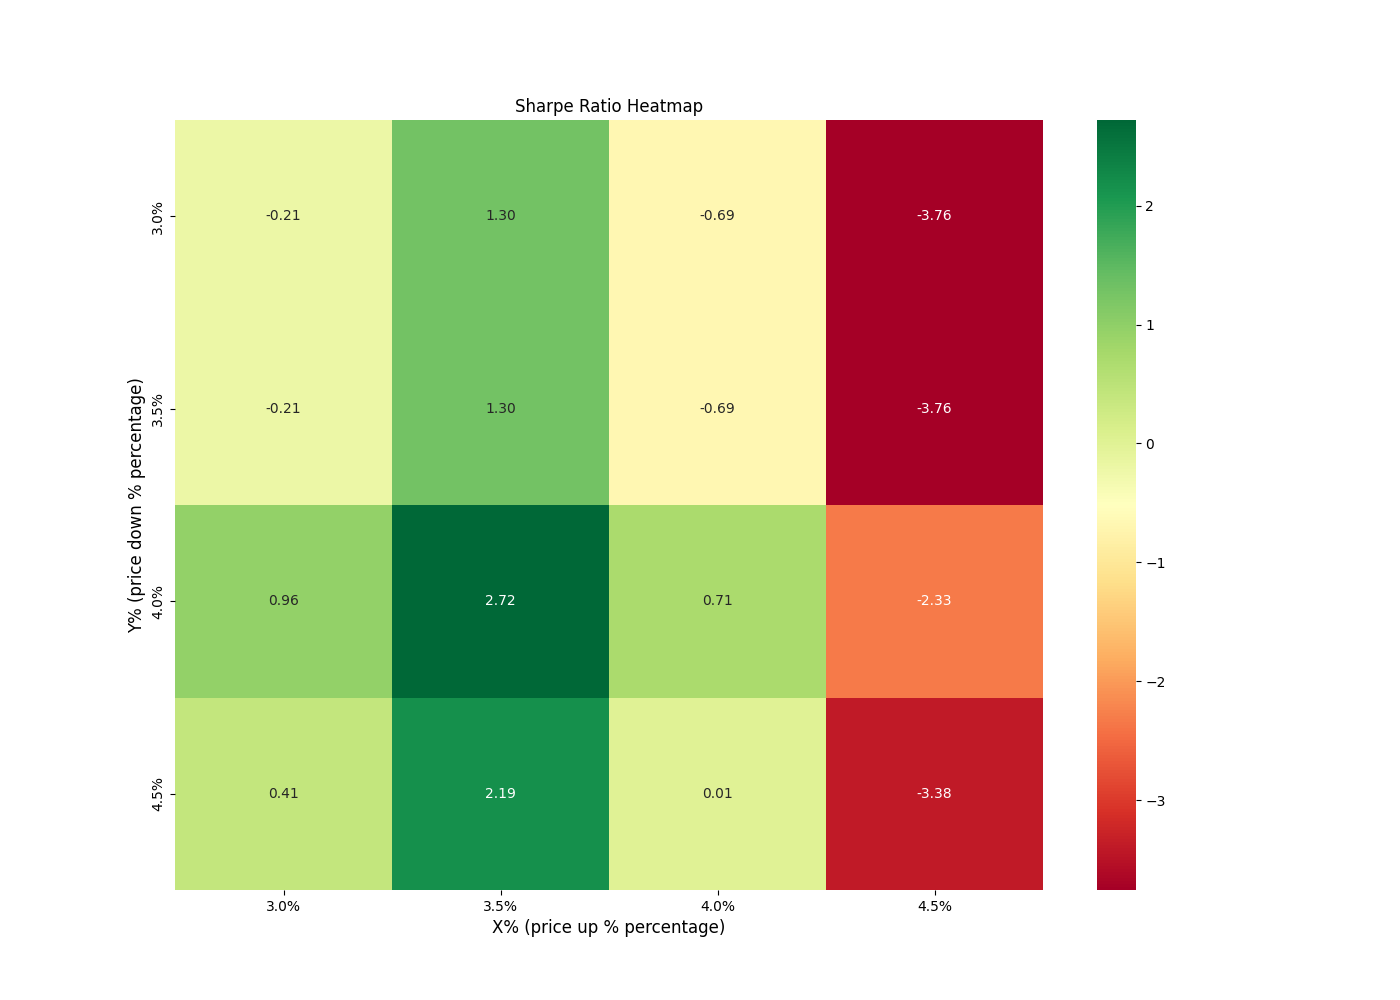 Sharpe Ratio Heatmap
Y% (price down % percentage)
3.0%
-0.21 1.30 -0.69 -3.76
3.5%
-0.21 1.30 -0.69 -3.76
4.0%
0.96 2.72 0.71 -2.33
4.5%
0.41 2.19 0.01 -3.38
3.0% 3.5% 4.0% 4.5%
X% (price up % percentage)
2
1
0
−1
−2
−3